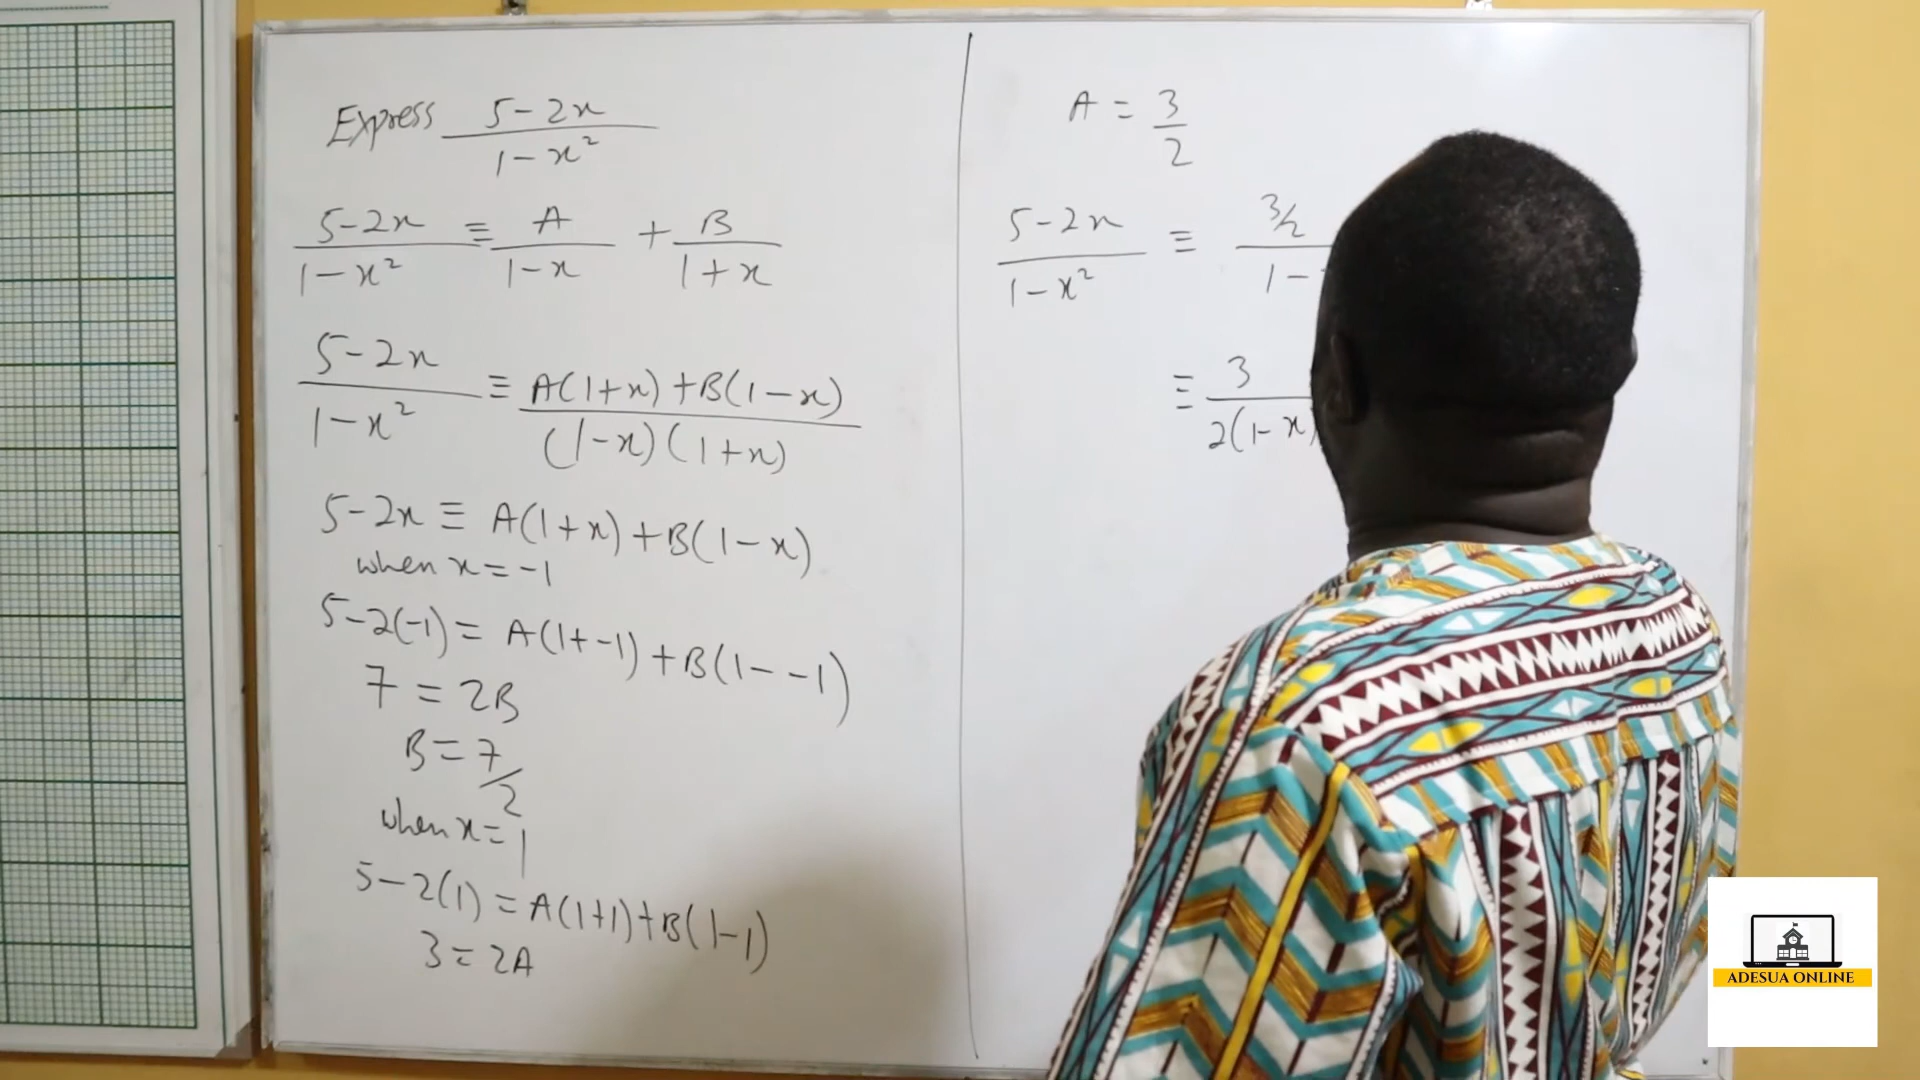 Express 5-2x / 1-x²
5-2x / 1-x² ≡ A / 1-x + B / 1+x
5-2x / 1-x² ≡ A(1+x)+B(1-x) / (1-x)(1+x)
5-2x ≡ A(1+x)+B(1-x)
when x=-1
5-2(-1) = A(1+-1)+B(1--1)
7 = 2B
B = 7/2
when x=1
5-2(1) = A(1+1)+B(1-1)
3 = 2A
A = 3/2
5-2x / 1-x² ≡ 3/2 / 1-
≡ 3 / 2(1-x)
ADESUA ONLINE